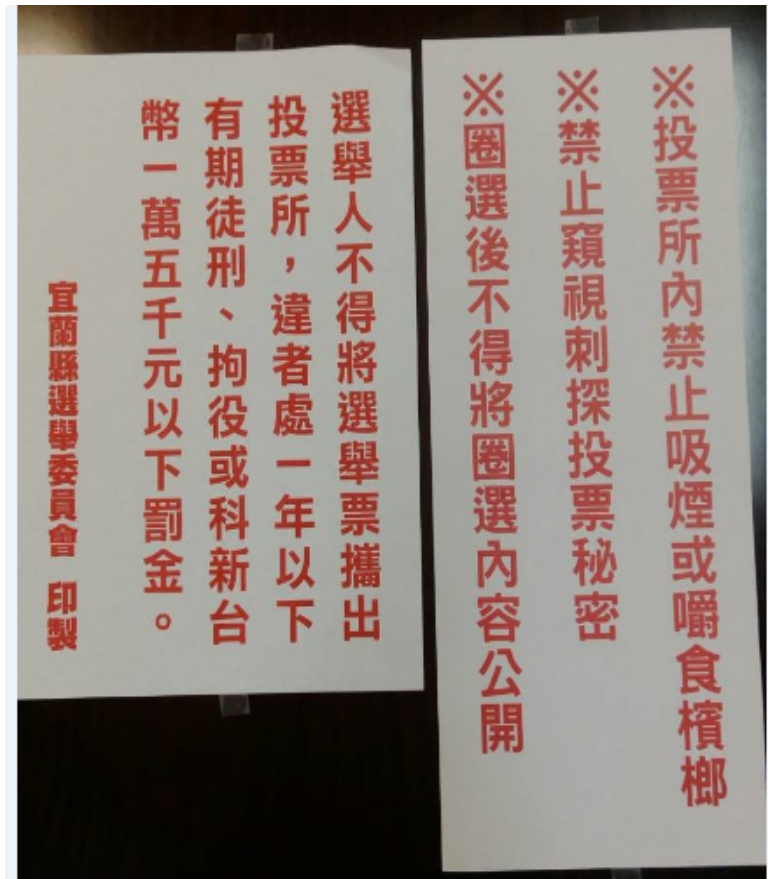 ※投票所內禁止吸煙或嚼食檳榔
※禁止窺視刺探投票秘密
※圈選後不得將圈選內容公開
選舉人不得將選舉票攜出
投票所，違者處一年以下
有期徒刑、拘役或科新台
幣一萬五千元以下罰金。
宜蘭縣選舉委員會 印製